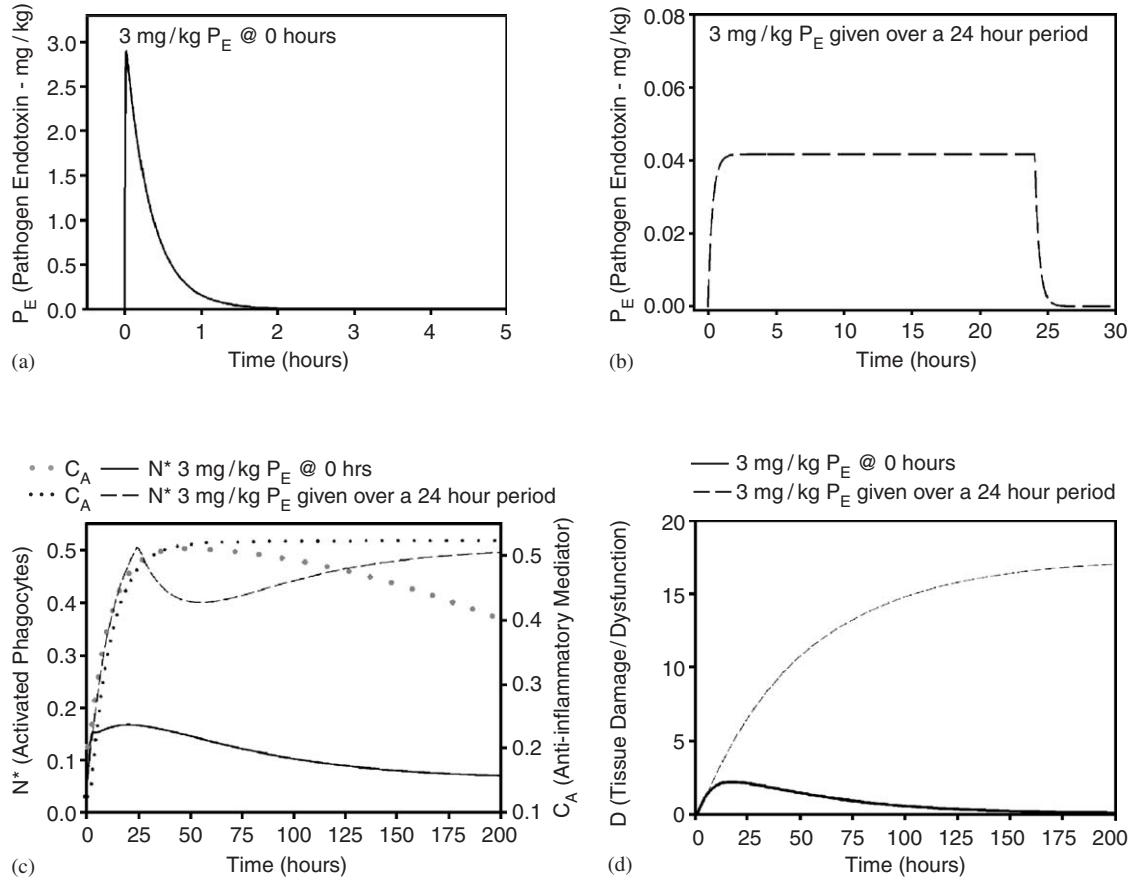 3 mg/kg P_E @ 0 hours
P_E (Pathogen Endotoxin - mg/kg)
3.0
2.5
2.0
1.5
1.0
0.5
0.0
0 1 2 3 4 5
Time (hours)
(a)
3 mg/kg P_E given over a 24 hour period
P_E (Pathogen Endotoxin - mg/kg)
0.08
0.06
0.04
0.02
0.00
0 5 10 15 20 25 30
Time (hours)
(b)
C_A N* 3 mg/kg P_E @ 0 hrs
C_A N* 3 mg/kg P_E given over a 24 hour period
N* (Activated Phagocytes)
0.5
0.4
0.3
0.2
0.1
0.0
C_A (Anti-inflammatory Mediator)
0.5
0.4
0.3
0.2
0.1
0 25 50 75 100 125 150 175 200
Time (hours)
(c)
3 mg/kg P_E @ 0 hours
3 mg/kg P_E given over a 24 hour period
D (Tissue Damage/Dysfunction)
20
15
10
5
0
0 25 50 75 100 125 150 175 200
Time (hours)
(d)